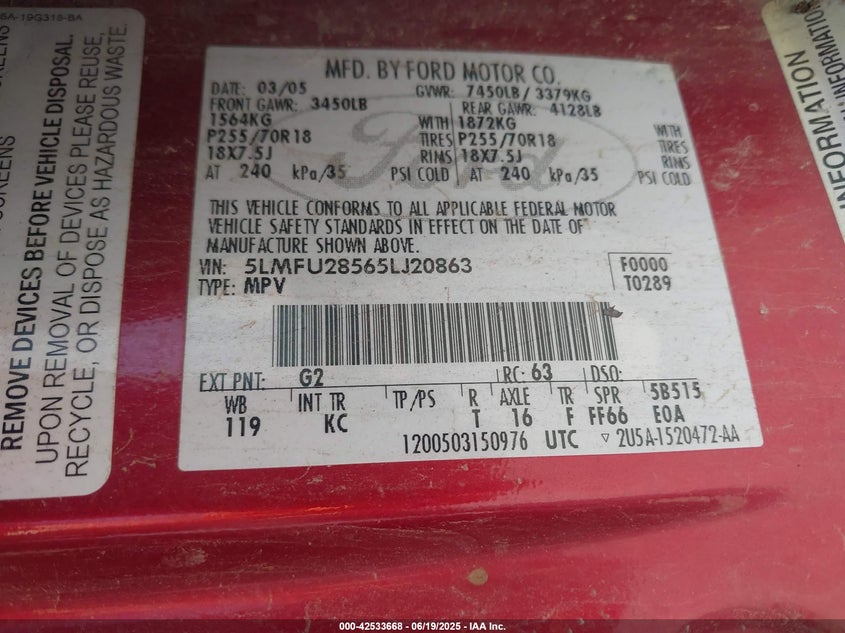 6A-19G318-BA
REMOVE DEVICES BEFORE VEHICLE DISPOSAL.
UPON REMOVAL OF DEVICES PLEASE REUSE,
RECYCLE, OR DISPOSE AS HAZARDOUS WASTE.
SCREENS
MFD. BY FORD MOTOR CO.
DATE: 03/05 GVWR: 7450LB / 3379KG
FRONT GAWR: 3450LB REAR GAWR: 4128LB
1564KG WITH 1872KG WITH
P255/70R18 TIRES P255/70R18 TIRES
18X7.5J RIMS 18X7.5J RIMS
AT 240 kPa/35 PSI COLD AT 240 kPa/35 PSI COLD
Ford
THIS VEHICLE CONFORMS TO ALL APPLICABLE FEDERAL MOTOR
VEHICLE SAFETY STANDARDS IN EFFECT ON THE DATE OF
MANUFACTURE SHOWN ABOVE.
VIN: 5LMFU28565LJ20863 F0000
TYPE: MPV T0289
EXT PNT: G2 RC: 63 DSO:
WB INT TR TP/PS R AXLE TR SPR 5B515
119 KC T 16 F FF66 E0A
1200503150976 UTC ▽ 2U5A-1520472-AA
INFORMATION
INFORMATION
000-42533668 - 06/19/2025 - IAA Inc.